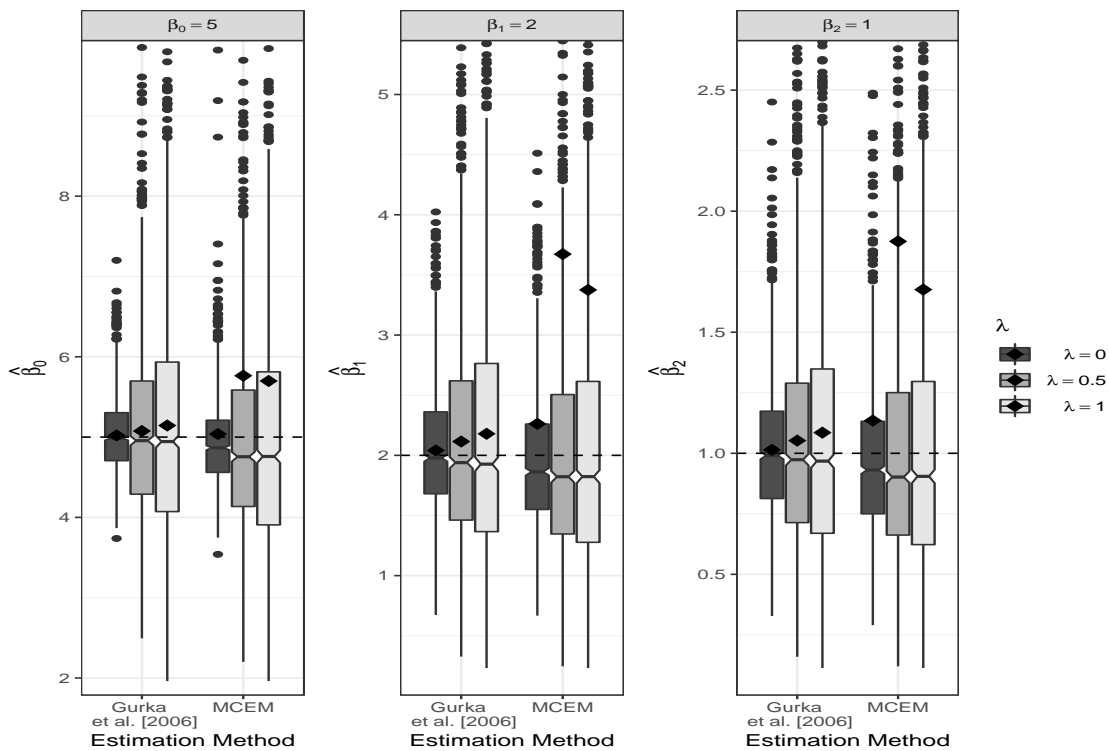 β₀ = 5
β₁ = 2
β₂ = 1
β̂₀
8
6
4
2
β̂₁
5
4
3
2
1
β̂₂
2.5
2.0
1.5
1.0
0.5
Gurka
et al. [2006]
MCEM
Estimation Method
Gurka
et al. [2006]
MCEM
Estimation Method
Gurka
et al. [2006]
MCEM
Estimation Method
λ
λ = 0
λ = 0.5
λ = 1